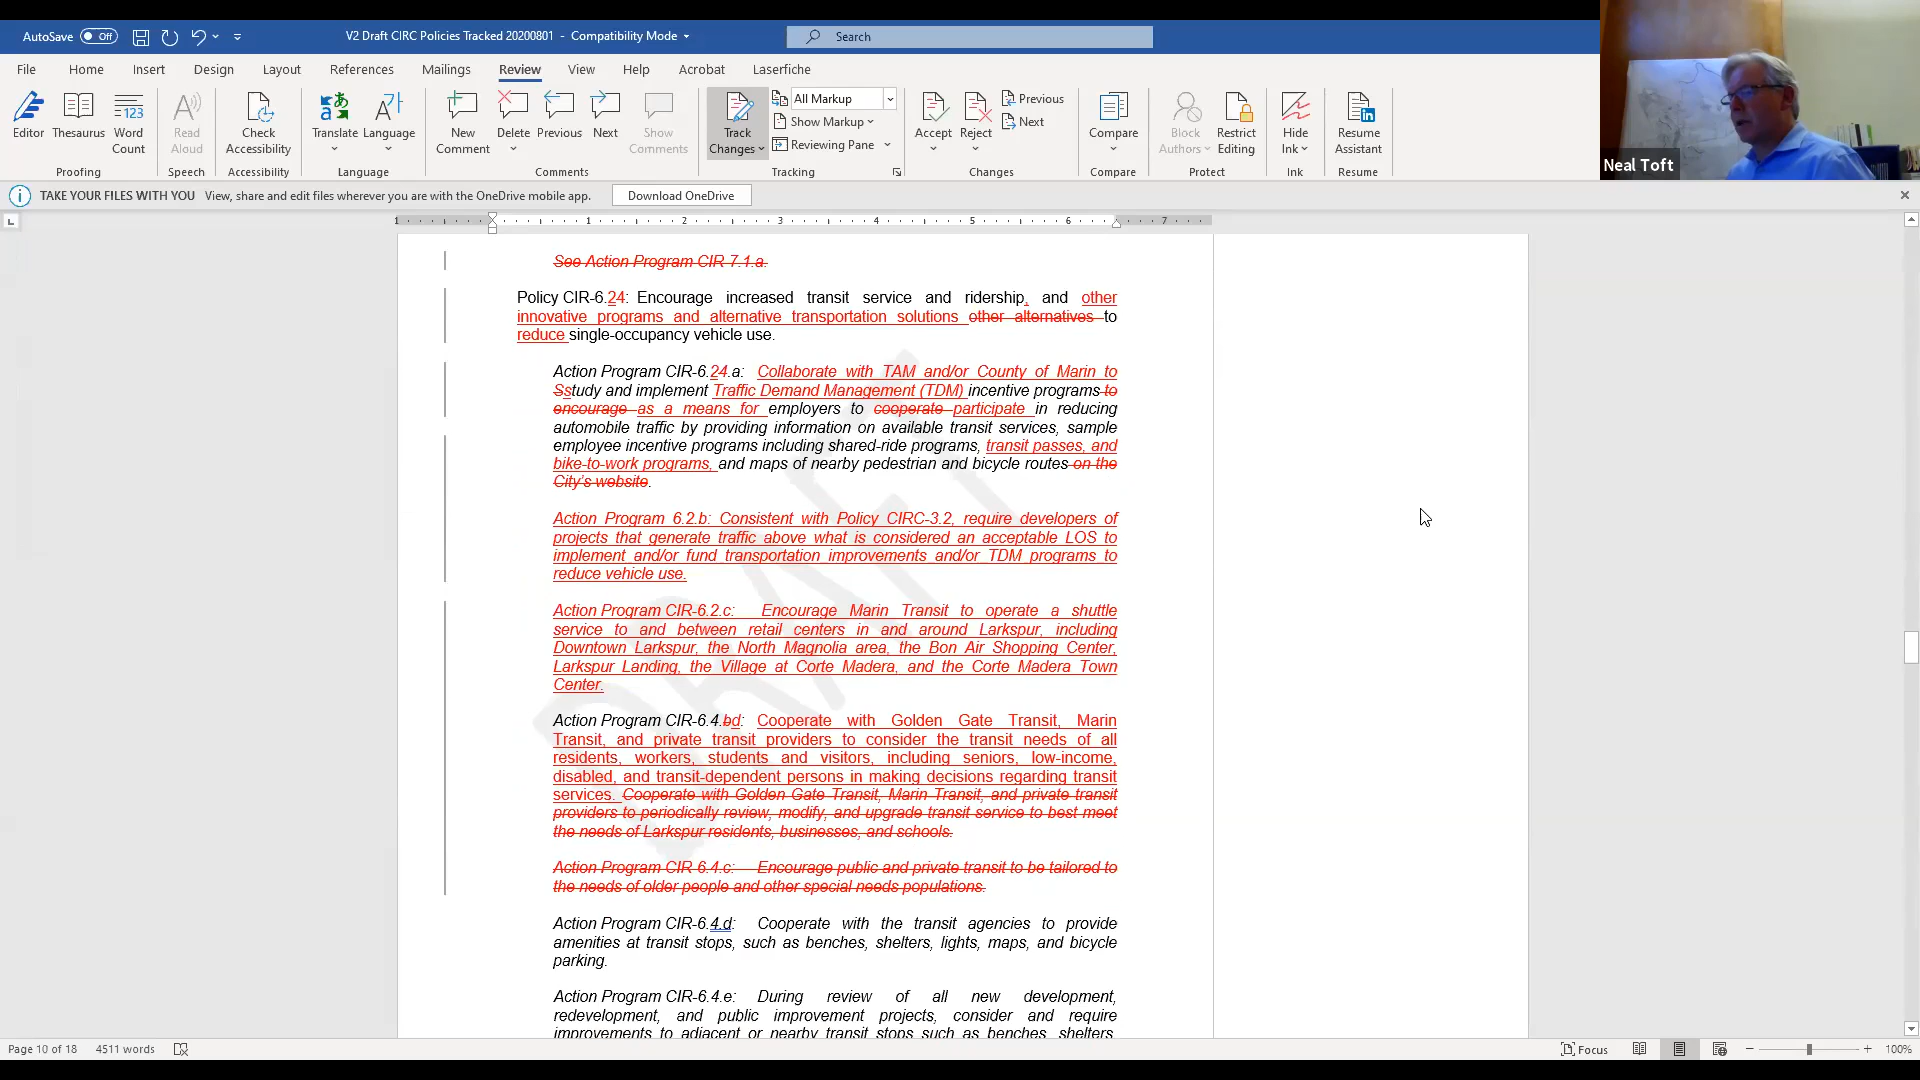 AutoSave Off
V2 Draft CIRC Policies Tracked 20200801 - Compatibility Mode
Search
File Home Insert Design Layout References Mailings Review View Help Acrobat Laserfiche
Editor
Thesaurus
Word Count
Proofing
Read Aloud
Speech
Check Accessibility
Accessibility
Translate
Language
Language
New Comment
Delete
Previous
Next
Show Comments
Comments
Track Changes
All Markup
Show Markup
Reviewing Pane
Tracking
Accept
Reject
Previous
Next
Changes
Compare
Compare
Block Authors
Restrict Editing
Protect
Hide Ink
Ink
Resume Assistant
Resume
Neal Toft
TAKE YOUR FILES WITH YOU View, share and edit files wherever you are with the OneDrive mobile app. Download OneDrive
1 1 2 3 4 5 6 7
See Action Program CIR 7.1.a.
Policy CIR-6.24: Encourage increased transit service and ridership, and other
innovative programs and alternative transportation solutions other alternatives to
reduce single-occupancy vehicle use.
Action Program CIR-6.24.a: Collaborate with TAM and/or County of Marin to
Sstudy and implement Traffic Demand Management (TDM) incentive programs to
encourage as a means for employers to cooperate participate in reducing
automobile traffic by providing information on available transit services, sample
employee incentive programs including shared-ride programs, transit passes, and
bike-to-work programs, and maps of nearby pedestrian and bicycle routes on the
City's website.
Action Program 6.2.b: Consistent with Policy CIRC-3.2, require developers of
projects that generate traffic above what is considered an acceptable LOS to
implement and/or fund transportation improvements and/or TDM programs to
reduce vehicle use.
Action Program CIR-6.2.c: Encourage Marin Transit to operate a shuttle
service to and between retail centers in and around Larkspur, including
Downtown Larkspur, the North Magnolia area, the Bon Air Shopping Center,
Larkspur Landing, the Village at Corte Madera, and the Corte Madera Town
Center.
Action Program CIR-6.4.bd: Cooperate with Golden Gate Transit, Marin
Transit, and private transit providers to consider the transit needs of all
residents, workers, students and visitors, including seniors, low-income,
disabled, and transit-dependent persons in making decisions regarding transit
services. Cooperate with Golden Gate Transit, Marin Transit, and private transit
providers to periodically review, modify, and upgrade transit service to best meet
the needs of Larkspur residents, businesses, and schools.
Action Program CIR-6.4.c: Encourage public and private transit to be tailored to
the needs of older people and other special needs populations.
Action Program CIR-6.4.d: Cooperate with the transit agencies to provide
amenities at transit stops, such as benches, shelters, lights, maps, and bicycle
parking.
Action Program CIR-6.4.e: During review of all new development,
redevelopment, and public improvement projects, consider and require
improvements to adjacent or nearby transit stops such as benches, shelters,
DRAFT
Page 10 of 18 4511 words
Focus
100%